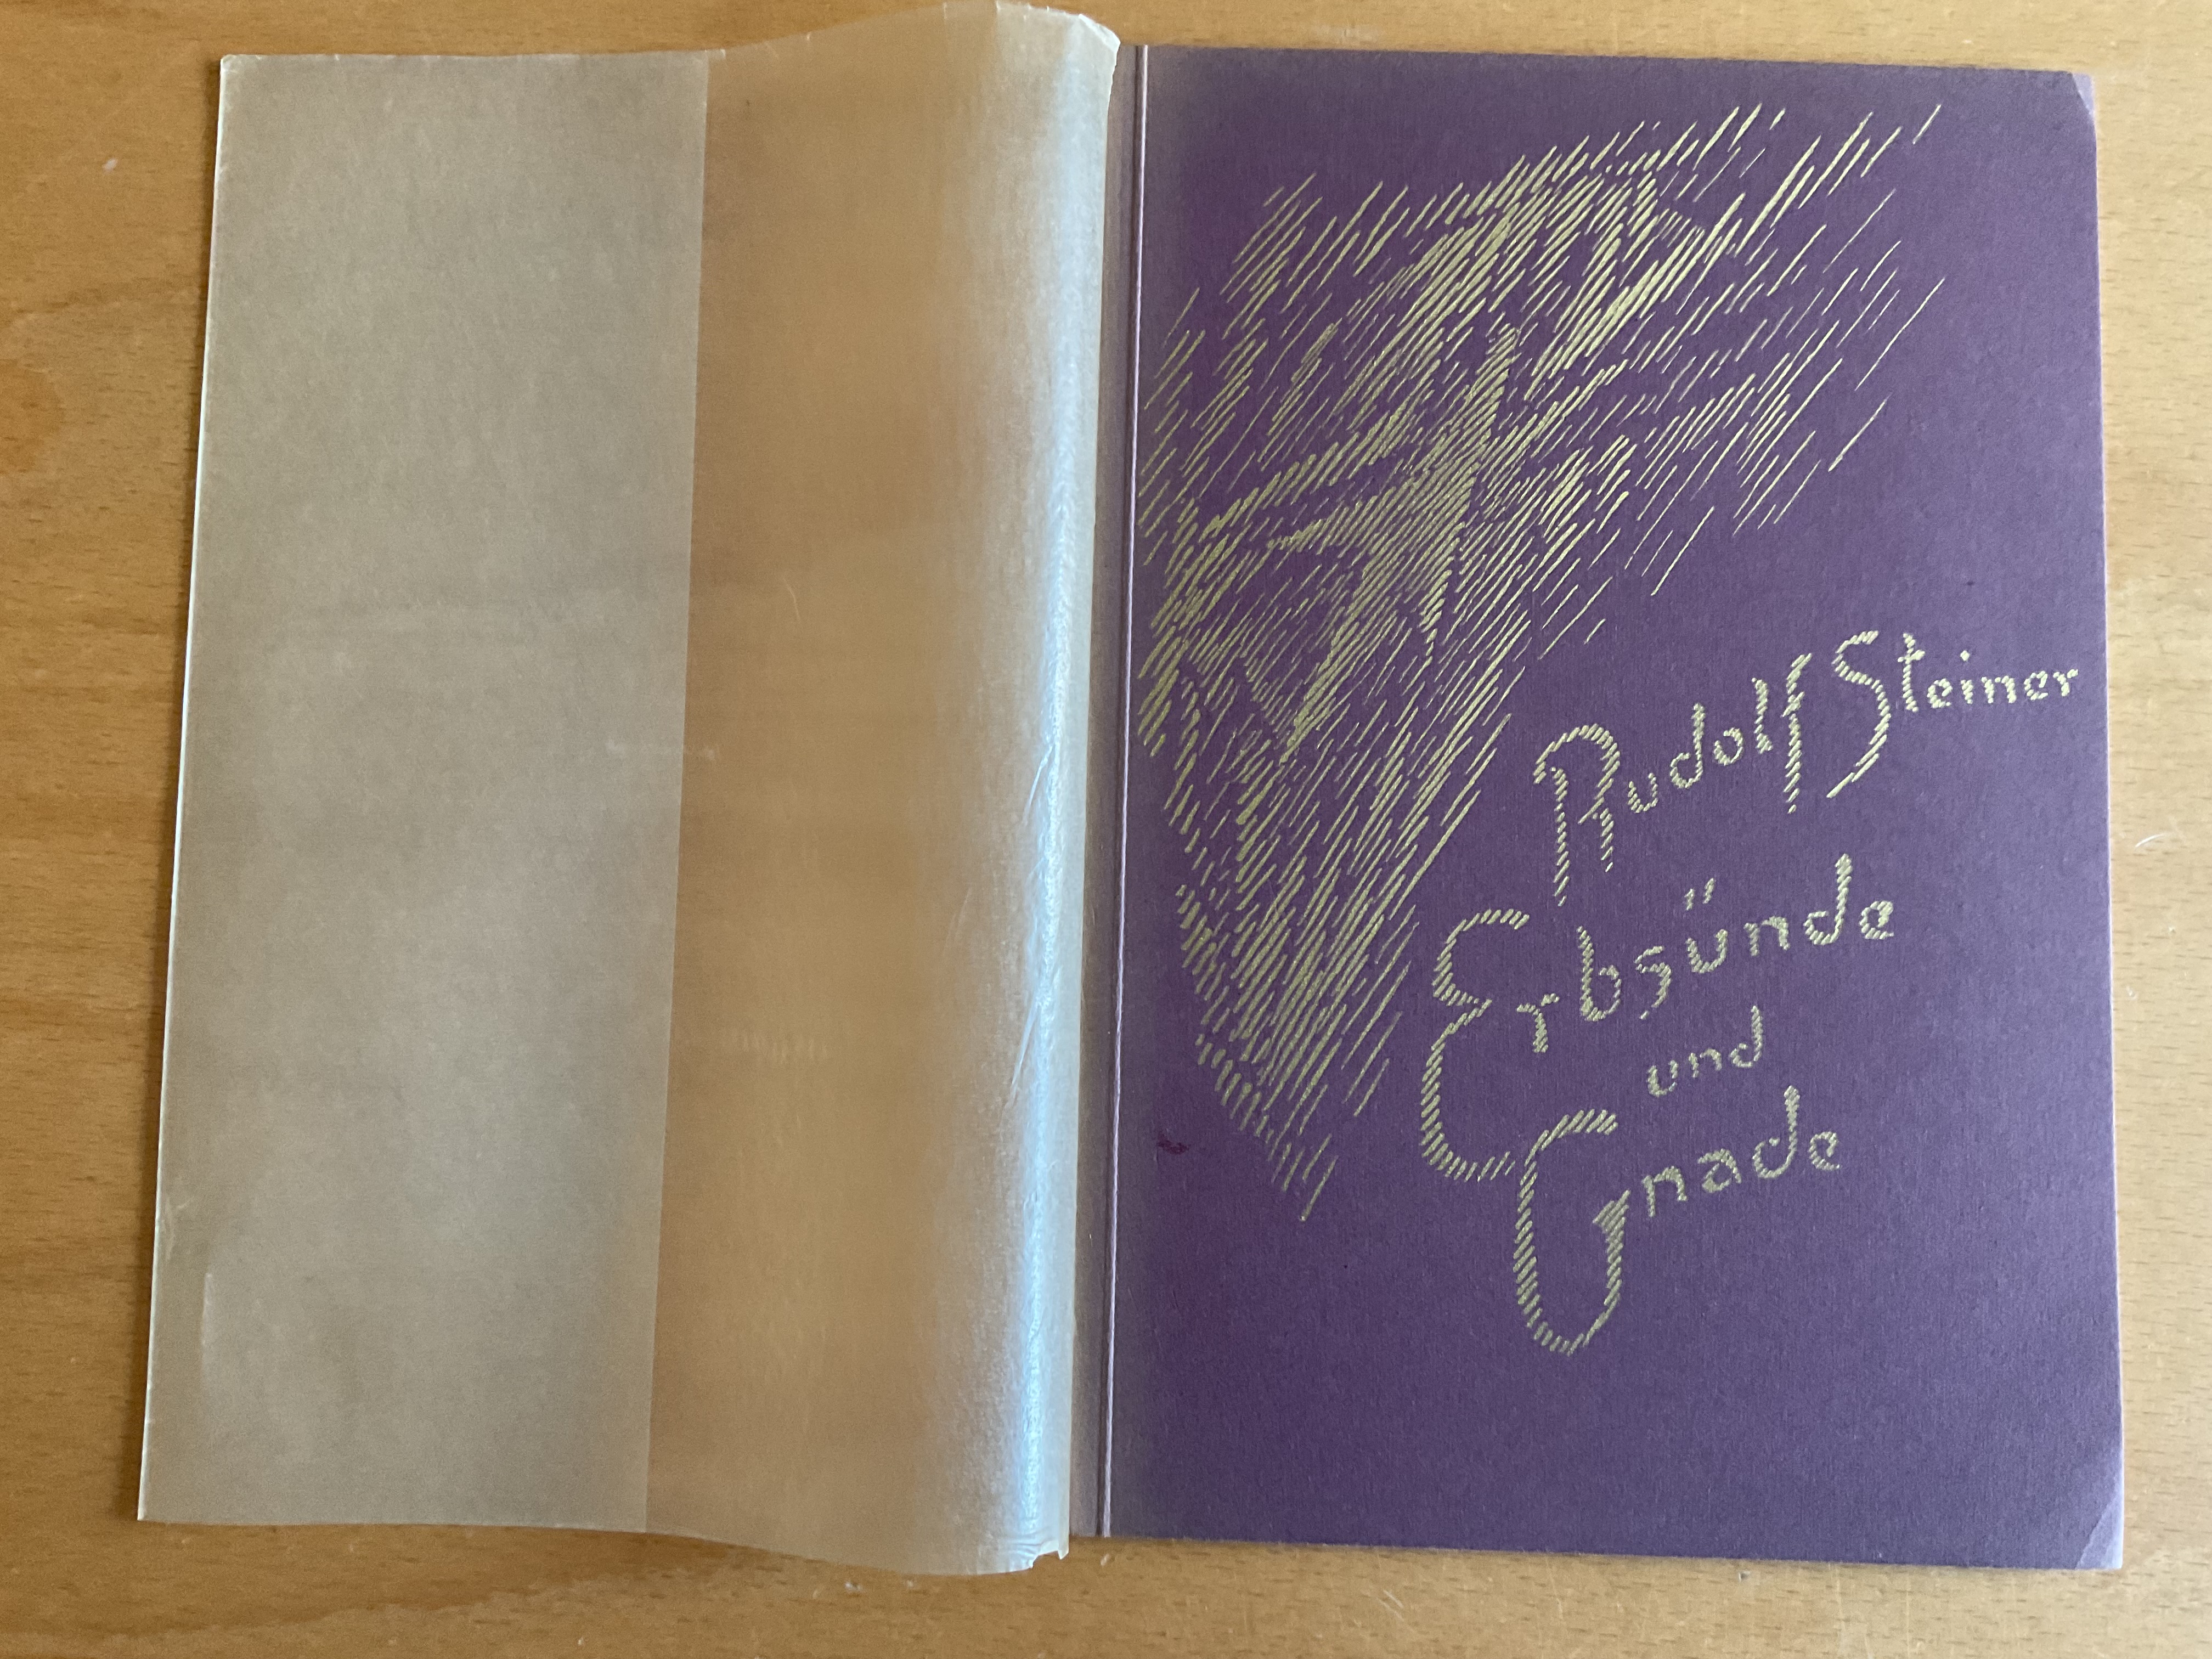 Rudolf Steiner
Erbsünde
und
Gnade